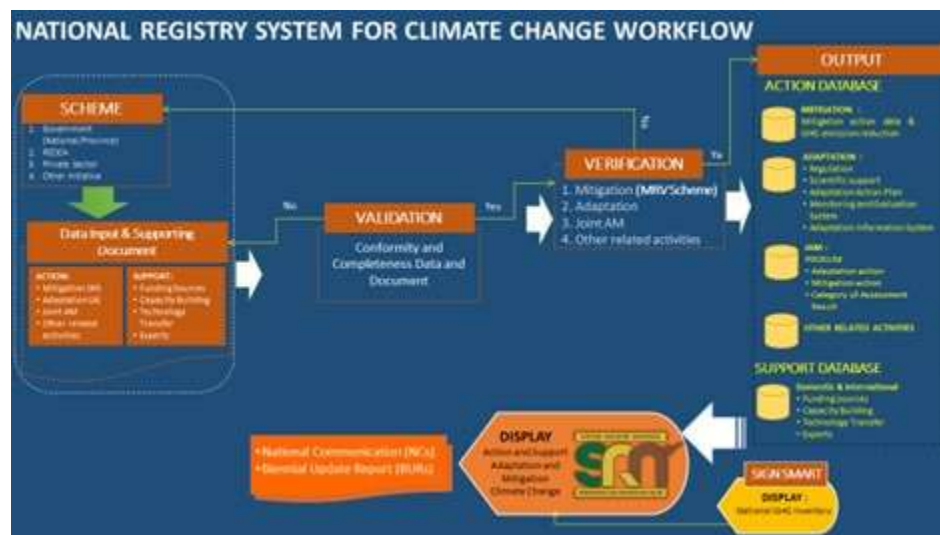 NATIONAL REGISTRY SYSTEM FOR CLIMATE CHANGE WORKFLOW
SCHEME
1. Government
(National/Province)
2. REDD+
3. Private Sector
4. Other Initiative
Data Input & Supporting
Document
ACTION:
• Mitigation (M)
• Adaptation (A)
• Joint AM
• Other related
activities
SUPPORT:
• Funding Sources
• Capacity Building
• Technology
Transfer
• Experts
No
VALIDATION
Conformity and
Completeness Data and
Document
Yes
VERIFICATION
1. Mitigation (MRV Scheme)
2. Adaptation
3. Joint AM
4. Other related activities
OUTPUT
ACTION DATABASE
MITIGATION :
Mitigation action data &
GHG emission reduction
ADAPTATION :
• Regulation
• Scientific support
• Adaptation Action Plan
• Monitoring and Evaluation
System
• Adaptation Information System
• Adaptation action
• Mitigation action
• Category of Assessment
Result
OTHER RELATED ACTIVITIES
SUPPORT DATABASE
Domestic & International
• Funding Sources
• Capacity Building
• Technology Transfer
• Experts
DISPLAY
Action and Support
Adaptation and
Mitigation
Climate Change
SRN
• National Communication (NCs)
• Biennial Update Report (BURs)
SIGN SMART
DISPLAY :
National GHG Inventory